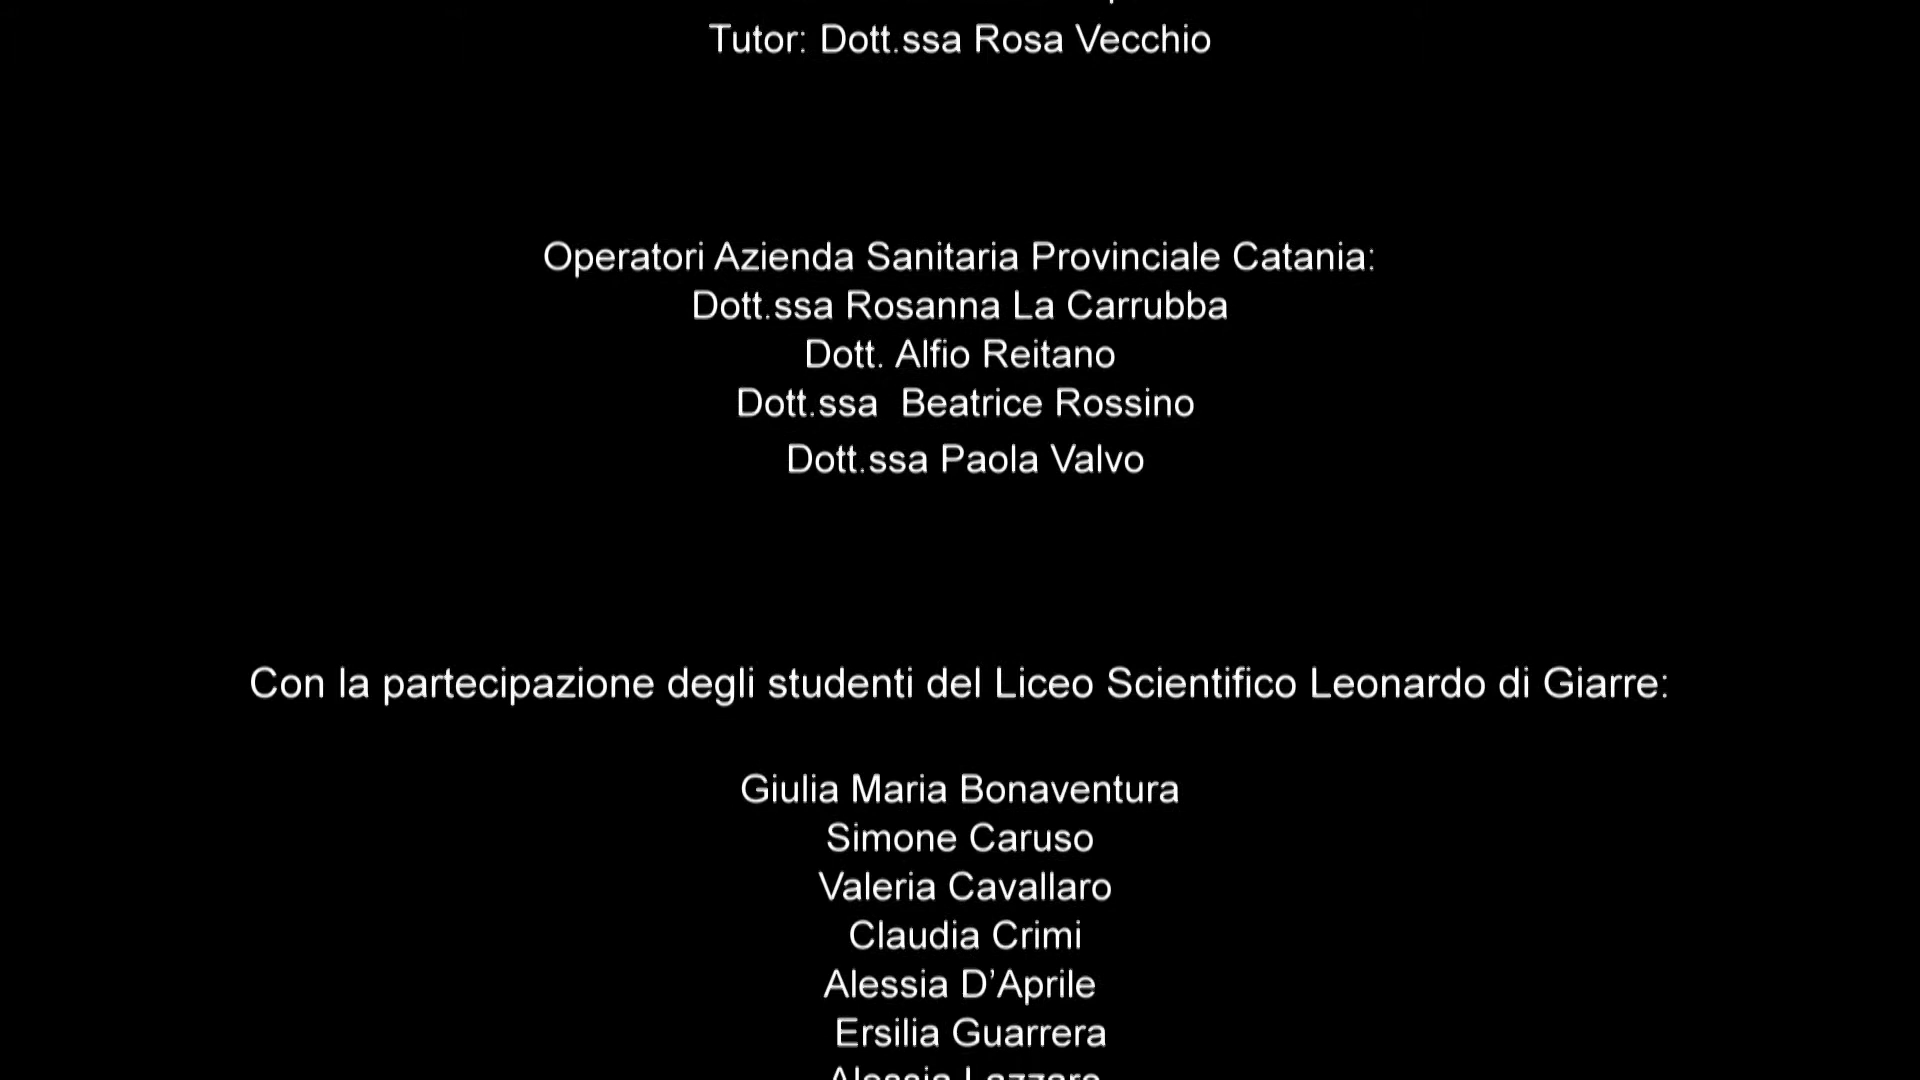 Tutor: Dott.ssa Rosa Vecchio
Operatori Azienda Sanitaria Provinciale Catania:
Dott.ssa Rosanna La Carrubba
Dott. Alfio Reitano
Dott.ssa  Beatrice Rossino
Dott.ssa Paola Valvo
Con la partecipazione degli studenti del Liceo Scientifico Leonardo di Giarre:
Giulia Maria Bonaventura
Simone Caruso
Valeria Cavallaro
Claudia Crimi
Alessia D’Aprile
Ersilia Guarrera
Alessia